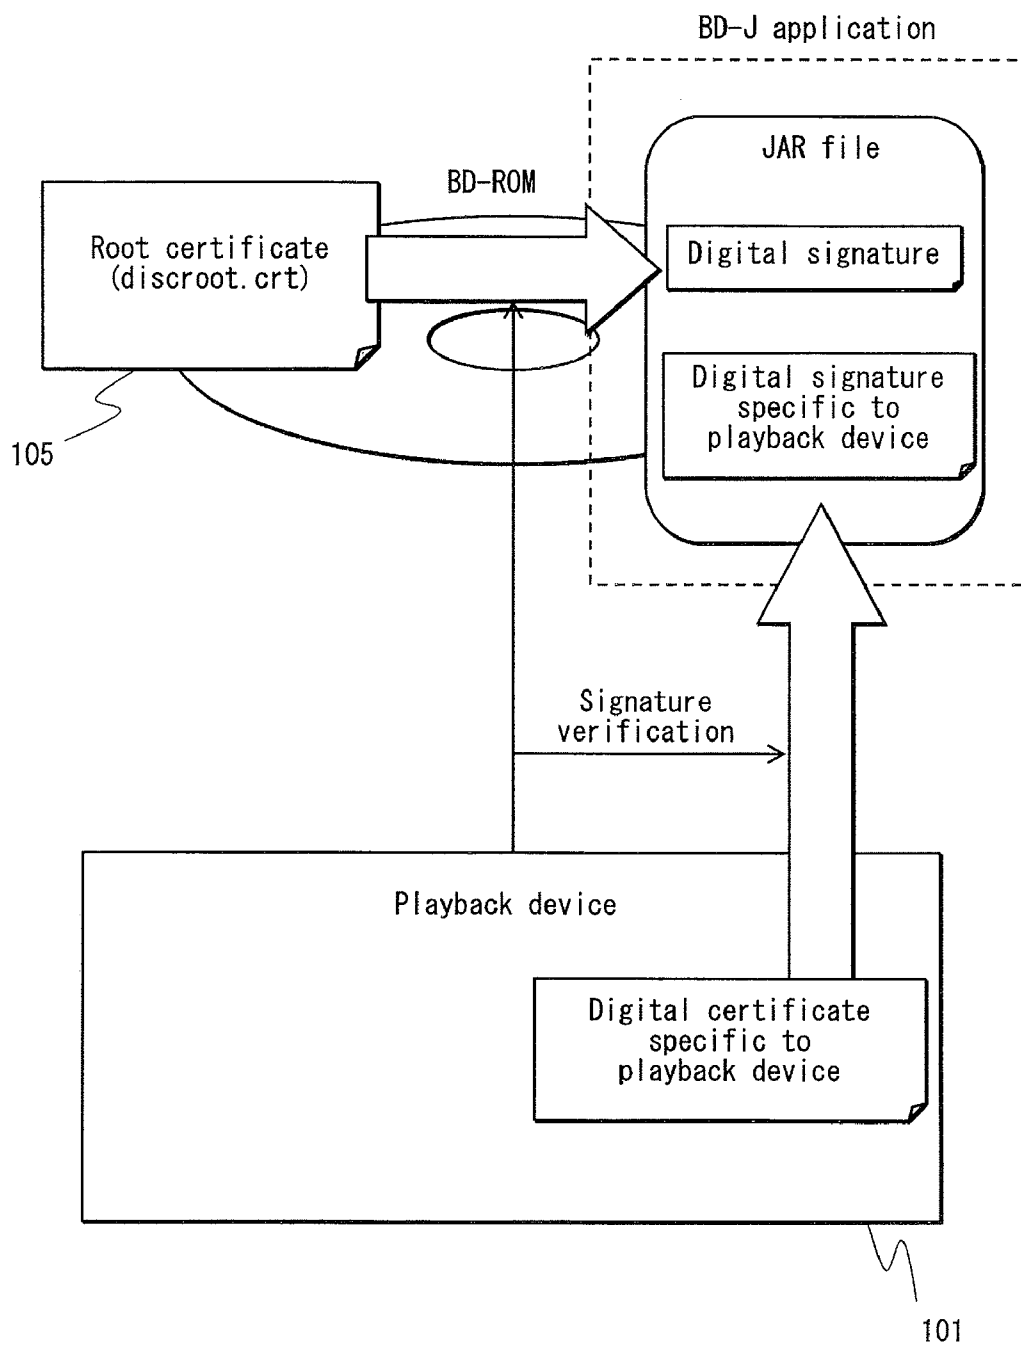 BD-J application
JAR file
BD-ROM
Root certificate
(discroot.crt)
Digital signature
Digital signature
specific to
playback device
105
Signature
verification
Playback device
Digital certificate
specific to
playback device
101